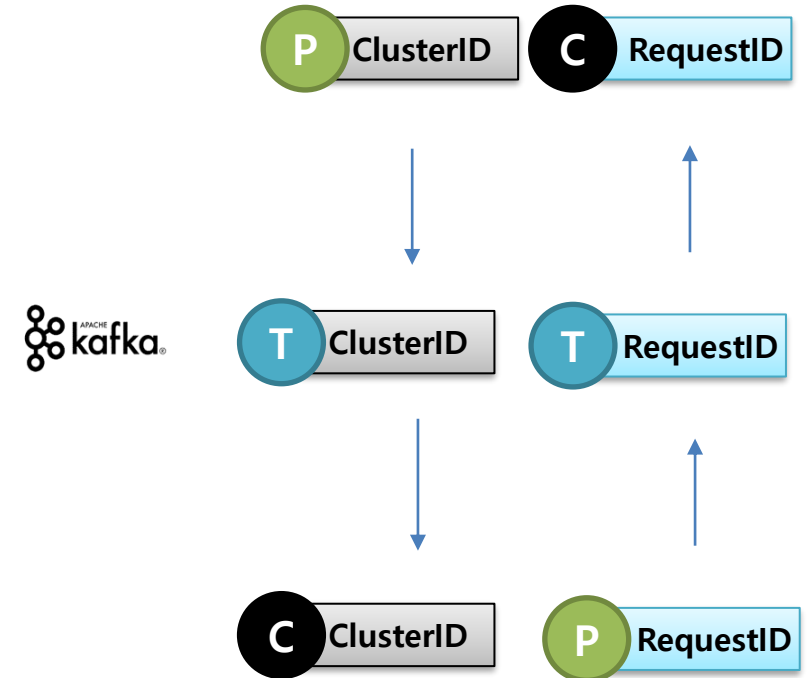 P ClusterID C RequestID
APACHE
kafka®
T ClusterID T RequestID
C ClusterID P RequestID